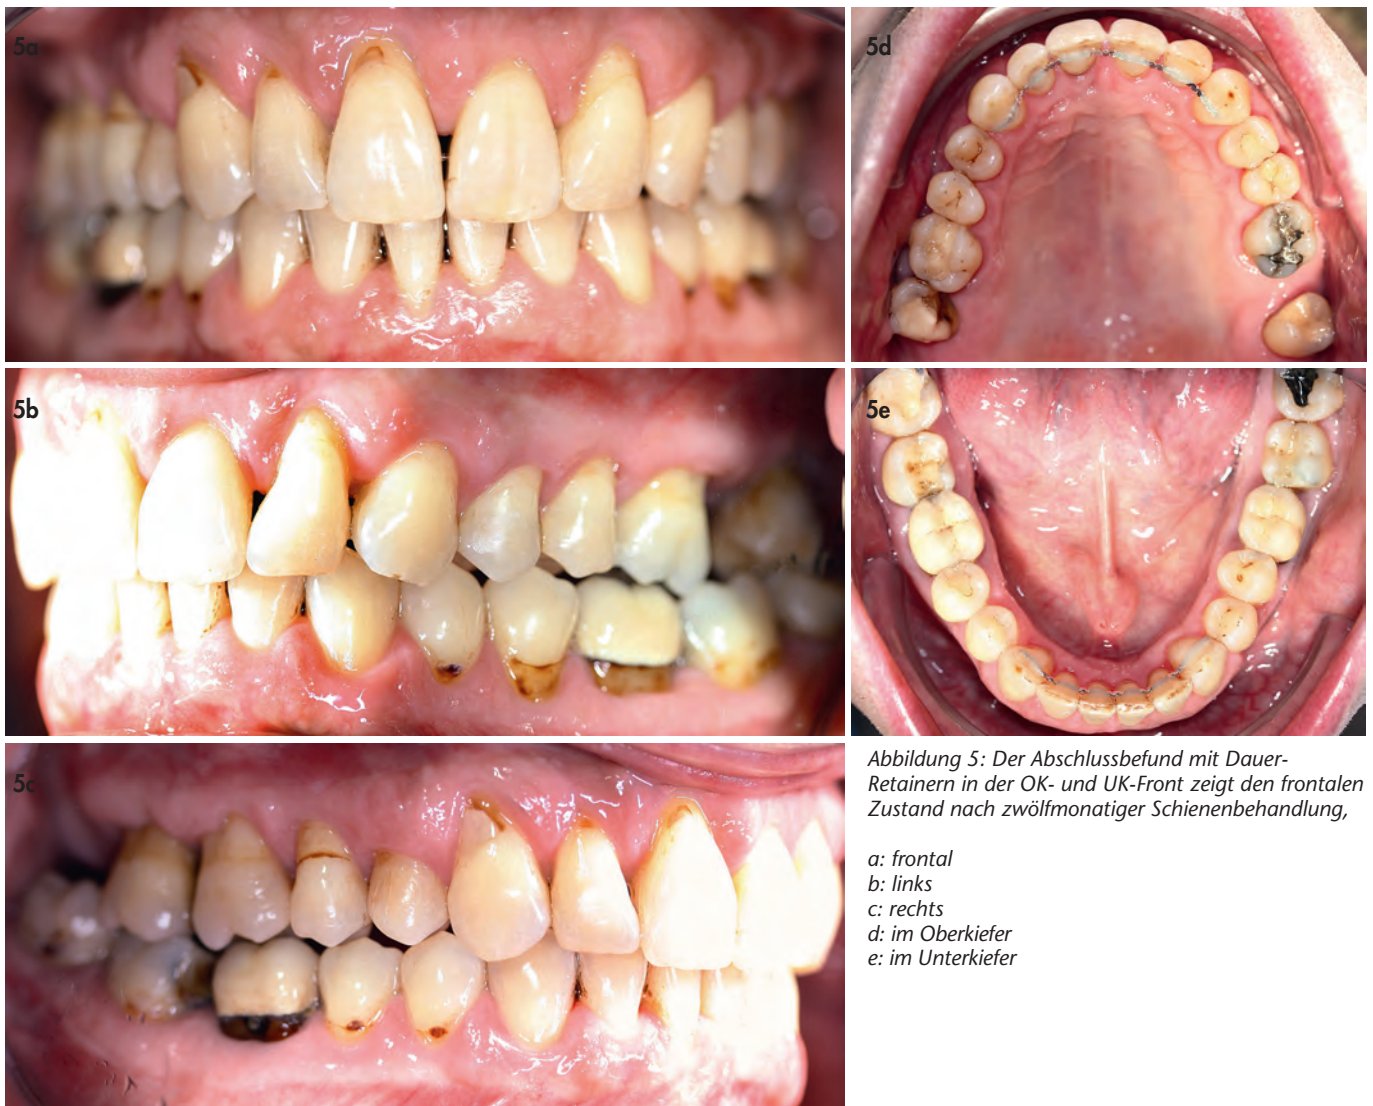 5a
5d
5b
5e
5c
Abbildung 5: Der Abschlussbefund mit Dauer-
Retainern in der OK- und UK-Front zeigt den frontalen
Zustand nach zwölfmonatiger Schienenbehandlung,
a: frontal
b: links
c: rechts
d: im Oberkiefer
e: im Unterkiefer